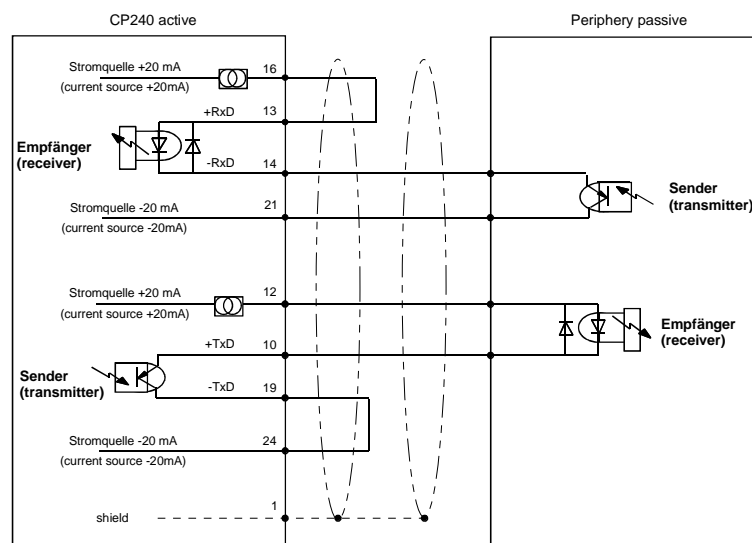 CP240 active
Periphery passive
Stromquelle +20 mA
(current source +20mA)
16
+RxD
13
Empfänger
(receiver)
-RxD
14
Stromquelle -20 mA
(current source -20mA)
21
Sender
(transmitter)
Stromquelle +20 mA
(current source +20mA)
12
Empfänger
(receiver)
+TxD
10
Sender
(transmitter)
-TxD
19
Stromquelle -20 mA
(current source -20mA)
24
shield
1